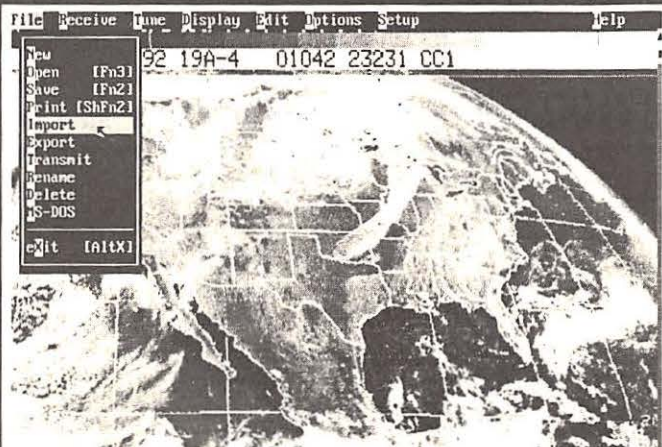 File Receive Tune Display Edit Options Setup Help
92 19A-4 01042 23231 CC1
New
Open [Fn3]
Save [Fn2]
Print [ShFn2]
Import
Export
Transmit
Rename
Delete
MS-DOS
eXit [AltX]